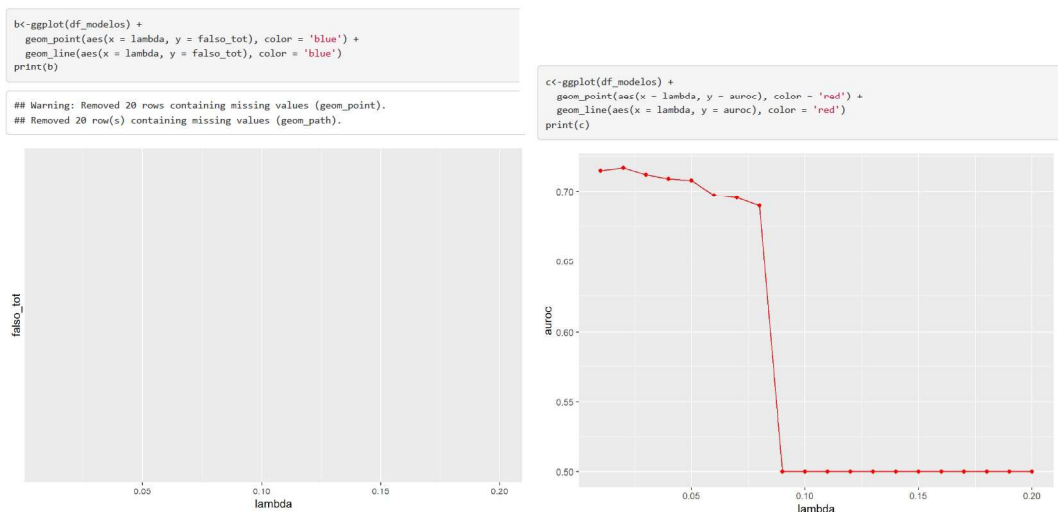 b<-ggplot(df_modelos) +
geom_point(aes(x = lambda, y = falso_tot), color = 'blue') +
geom_line(aes(x = lambda, y = falso_tot), color = 'blue')
print(b)
## Warning: Removed 20 rows containing missing values (geom_point).
## Removed 20 row(s) containing missing values (geom_path).
falso_tot
0.05 0.10 0.15 0.20
lambda
c<-ggplot(df_modelos) +
geom_point(aes(x = lambda, y = auroc), color = 'red') +
geom_line(aes(x = lambda, y = auroc), color = 'red')
print(c)
0.70
0.65
0.60
0.55
0.50
auroc
0.05 0.10 0.15 0.20
lambda